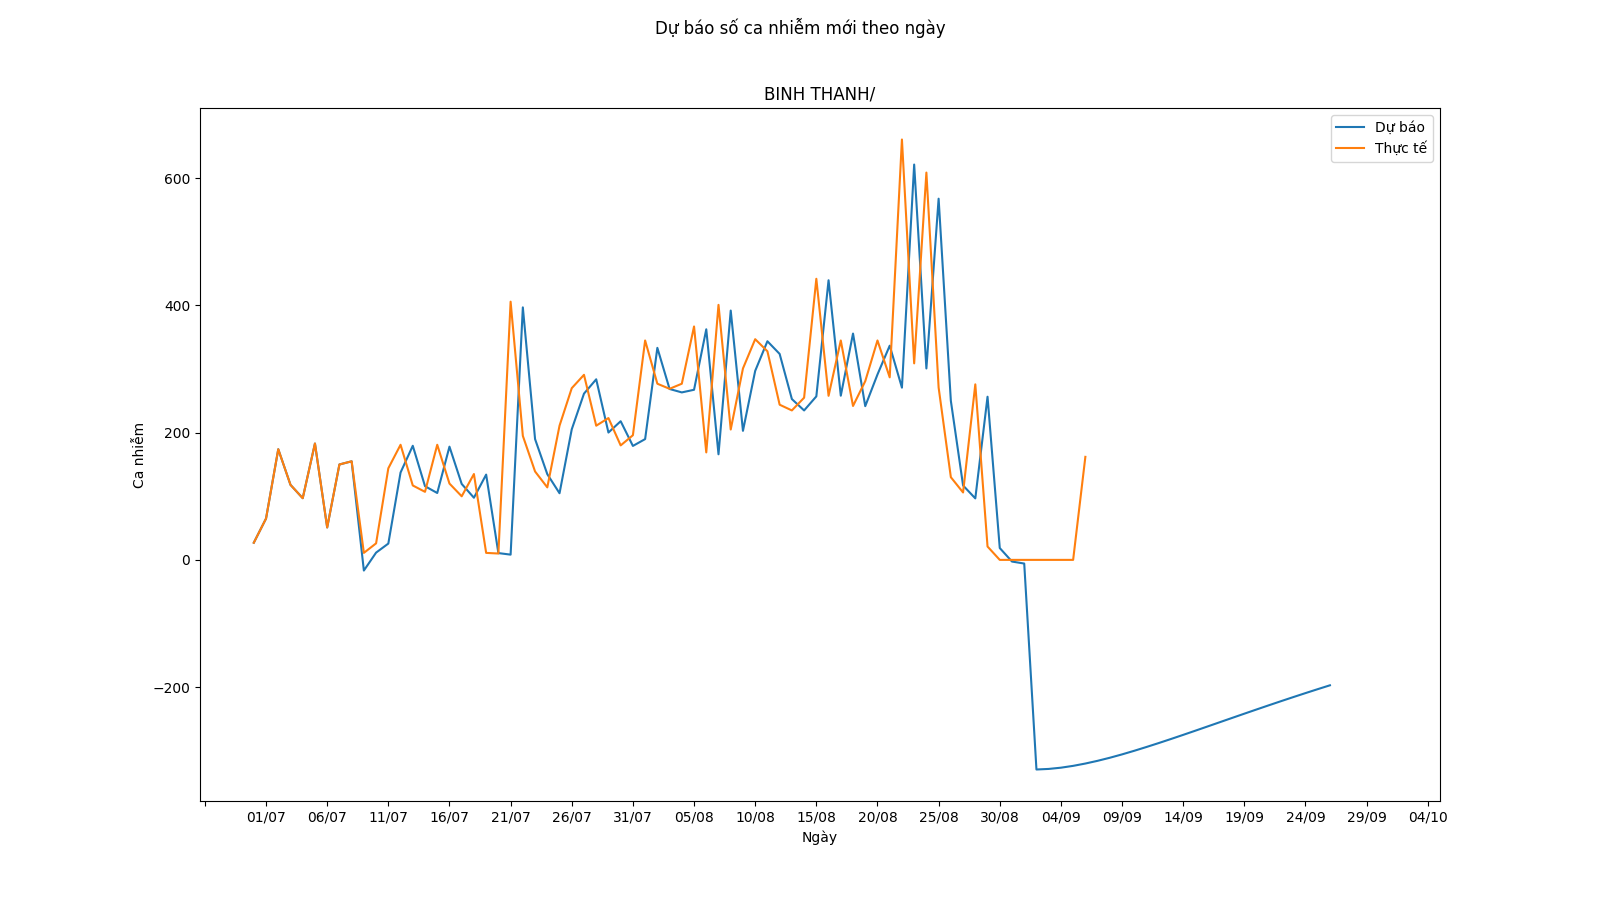 Dự báo số ca nhiễm mới theo ngày
BINH THANH/
Dự báo
Thực tế
600
400
200
0
−200
Ca nhiễm
01/07 06/07 11/07 16/07 21/07 26/07 31/07 05/08 10/08 15/08 20/08 25/08 30/08 04/09 09/09 14/09 19/09 24/09 29/09 04/10
Ngày